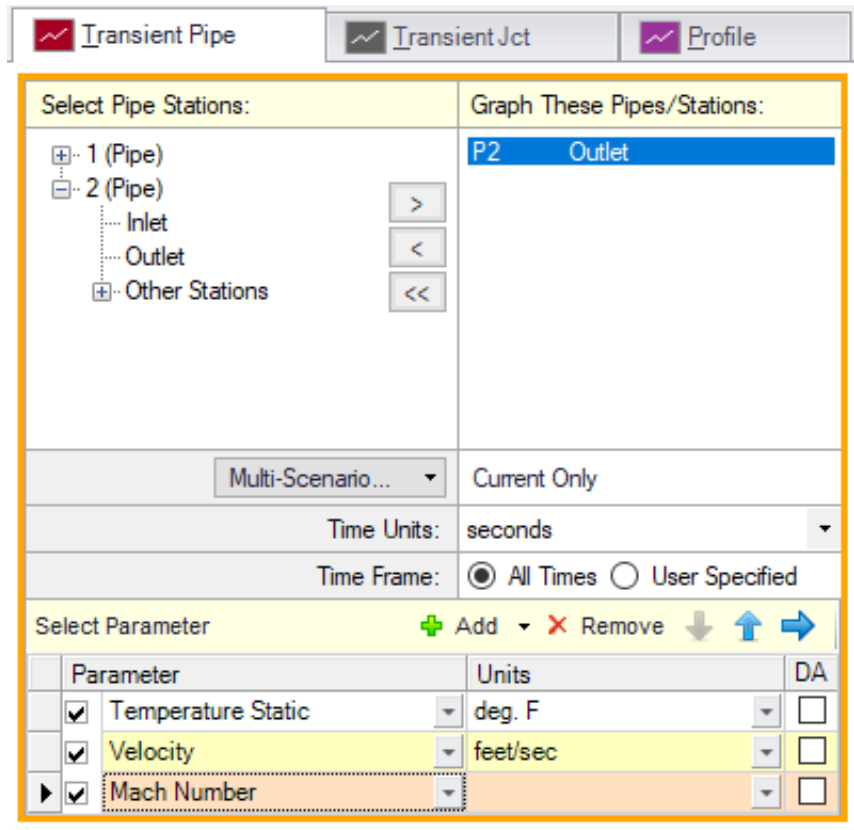 Transient Pipe Transient Jct Profile
Select Pipe Stations: Graph These Pipes/Stations:
1 (Pipe) P2 Outlet
2 (Pipe)
>
Inlet
<
Outlet
Other Stations <<
Multi-Scenario... Current Only
Time Units: seconds
Time Frame: All Times User Specified
Select Parameter Add Remove
Parameter Units DA
Temperature Static deg. F
Velocity feet/sec
Mach Number